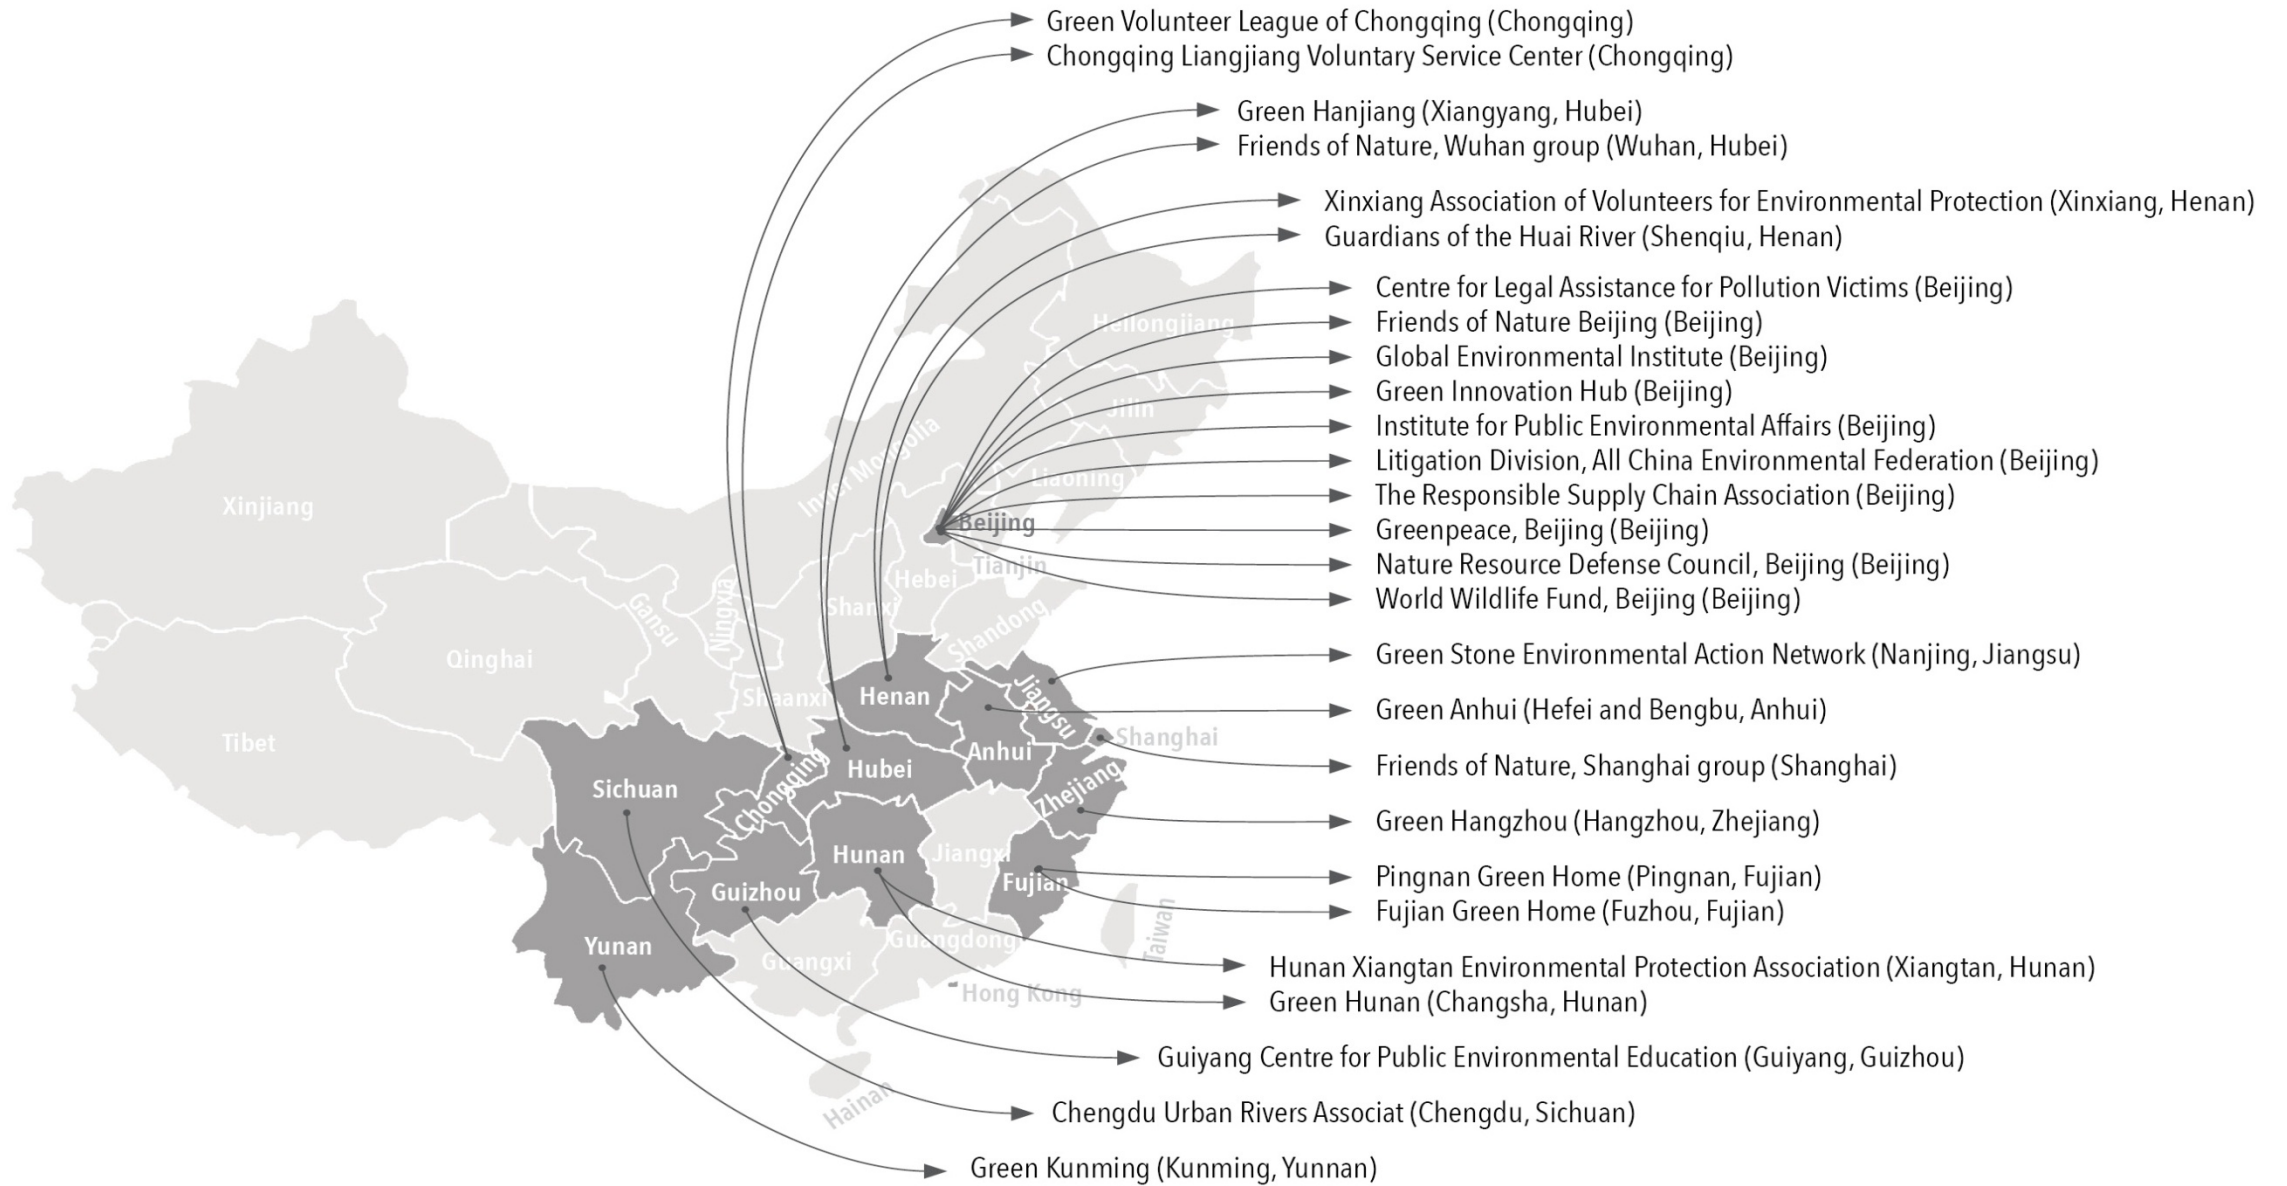 Green Volunteer League of Chongqing (Chongqing)
Chongqing Liangjiang Voluntary Service Center (Chongqing)
Green Hanjiang (Xiangyang, Hubei)
Friends of Nature, Wuhan group (Wuhan, Hubei)
Xinxiang Association of Volunteers for Environmental Protection (Xinxiang, Henan)
Guardians of the Huai River (Shenqiu, Henan)
Centre for Legal Assistance for Pollution Victims (Beijing)
Friends of Nature Beijing (Beijing)
Global Environmental Institute (Beijing)
Green Innovation Hub (Beijing)
Institute for Public Environmental Affairs (Beijing)
Litigation Division, All China Environmental Federation (Beijing)
The Responsible Supply Chain Association (Beijing)
Greenpeace, Beijing (Beijing)
Nature Resource Defense Council, Beijing (Beijing)
World Wildlife Fund, Beijing (Beijing)
Green Stone Environmental Action Network (Nanjing, Jiangsu)
Green Anhui (Hefei and Bengbu, Anhui)
Friends of Nature, Shanghai group (Shanghai)
Green Hangzhou (Hangzhou, Zhejiang)
Pingnan Green Home (Pingnan, Fujian)
Fujian Green Home (Fuzhou, Fujian)
Hunan Xiangtan Environmental Protection Association (Xiangtan, Hunan)
Green Hunan (Changsha, Hunan)
Guiyang Centre for Public Environmental Education (Guiyang, Guizhou)
Chengdu Urban Rivers Associat (Chengdu, Sichuan)
Green Kunming (Kunming, Yunnan)
Heilongjiang
Jilin
Inner Mongolia
Liaoning
Xinjiang
Beijing
Tianjin
Hebei
Shanxi
Ningxia
Gansu
Shandong
Qinghai
Shaanxi
Henan
Jiangsu
Tibet
Shanghai
Anhui
Hubei
Sichuan
Chongqing
Zhejiang
Hunan
Jiangxi
Fujian
Guizhou
Taiwan
Yunan
Guangxi
Guangdong
Hong Kong
Hainan